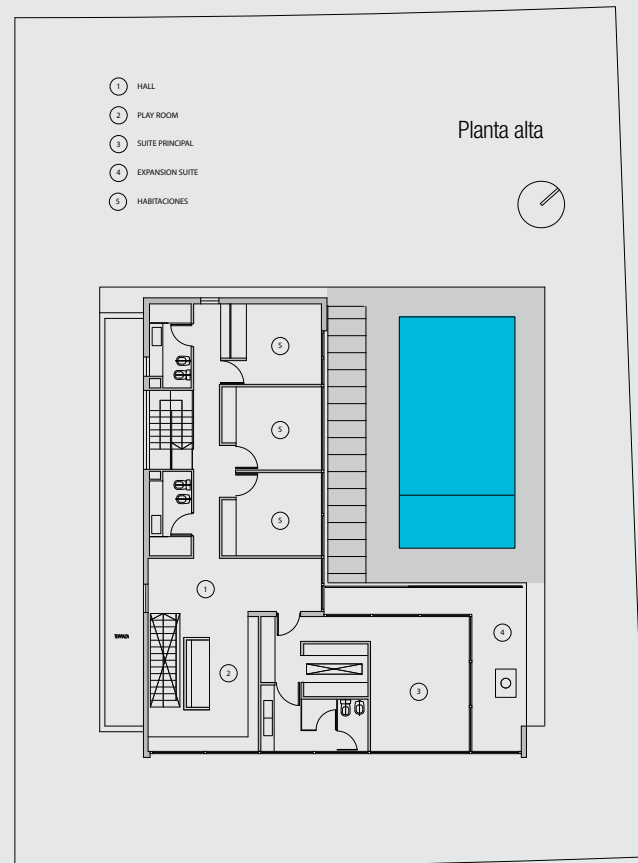 1 HALL
2 PLAY ROOM
3 SUITE PRINCIPAL
4 EXPANSION SUITE
5 HABITACIONES
Planta alta
5
5
5
1
4
TERRAZA
2
3